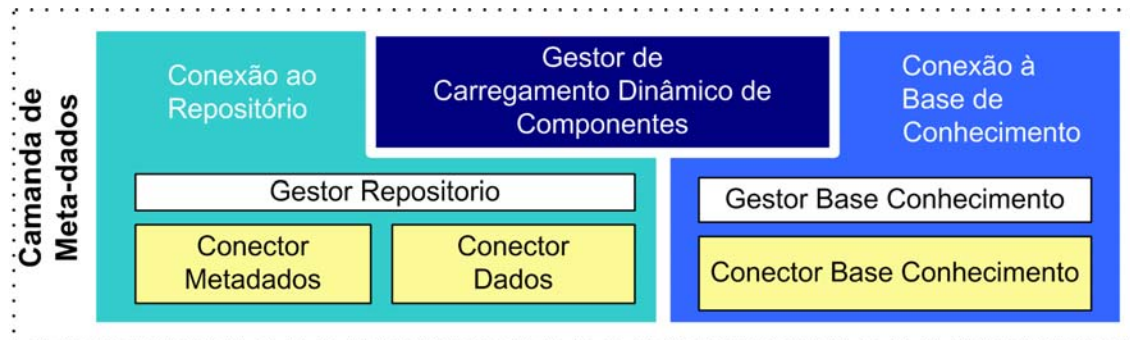 Camanda de
Meta-dados
Conexão ao
Repositório
Gestor de
Carregamento Dinâmico de
Componentes
Conexão à
Base de
Conhecimento
Gestor Repositorio
Conector
Metadados
Conector
Dados
Gestor Base Conhecimento
Conector Base Conhecimento